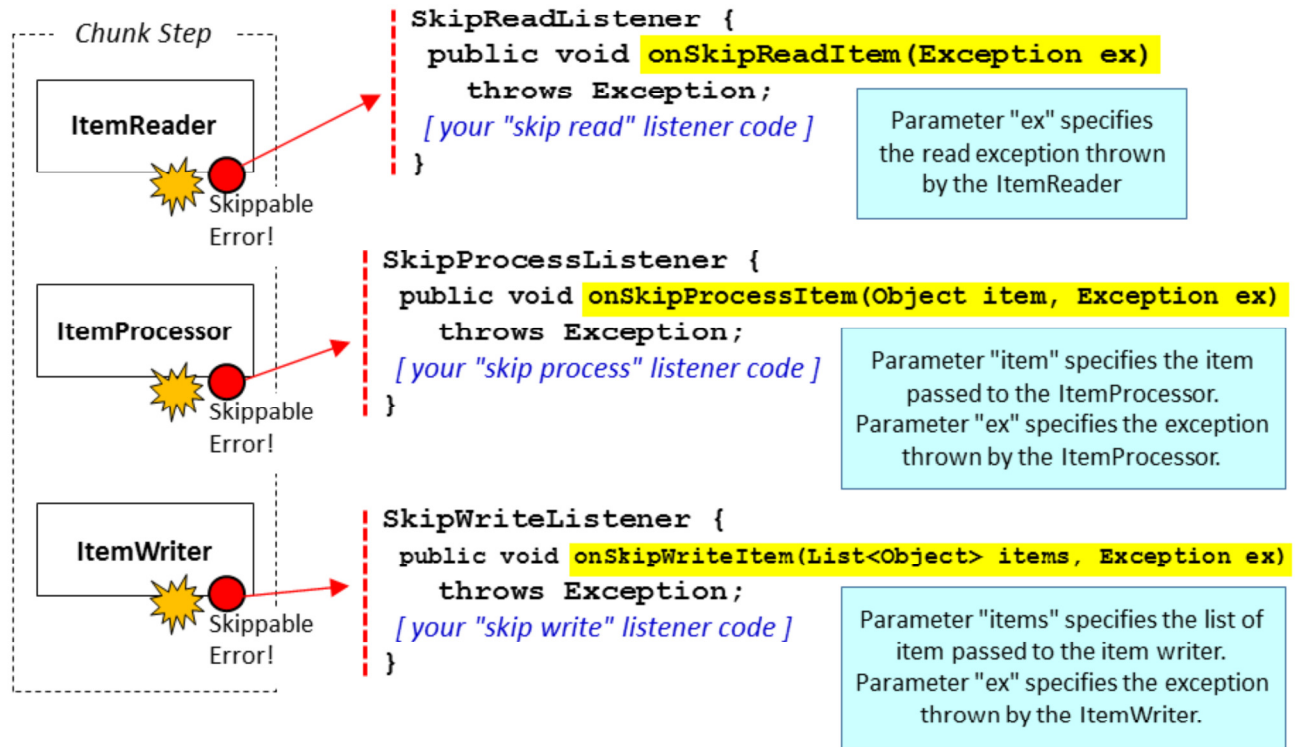 Chunk Step
ItemReader
Skippable
Error!
SkipReadListener {
public void onSkipReadItem(Exception ex)
throws Exception;
[ your "skip read" listener code ]
}
Parameter "ex" specifies
the read exception thrown
by the ItemReader
ItemProcessor
Skippable
Error!
SkipProcessListener {
public void onSkipProcessItem(Object item, Exception ex)
throws Exception;
[ your "skip process" listener code ]
}
Parameter "item" specifies the item
passed to the ItemProcessor.
Parameter "ex" specifies the exception
thrown by the ItemProcessor.
ItemWriter
Skippable
Error!
SkipWriteListener {
public void onSkipWriteItem(List<Object> items, Exception ex)
throws Exception;
[ your "skip write" listener code ]
}
Parameter "items" specifies the list of
item passed to the item writer.
Parameter "ex" specifies the exception
thrown by the ItemWriter.